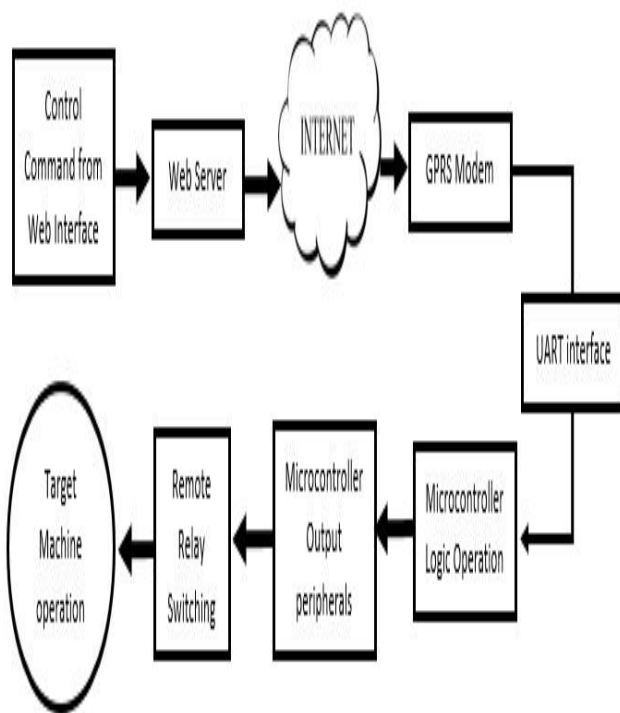 Control
Command from
Web Interface
Web Server
INTERNET
GPRS Modem
UART interface
Microcontroller
Logic Operation
Microcontroller
Output
peripherals
Remote
Relay
Switching
Target
Machine
operation